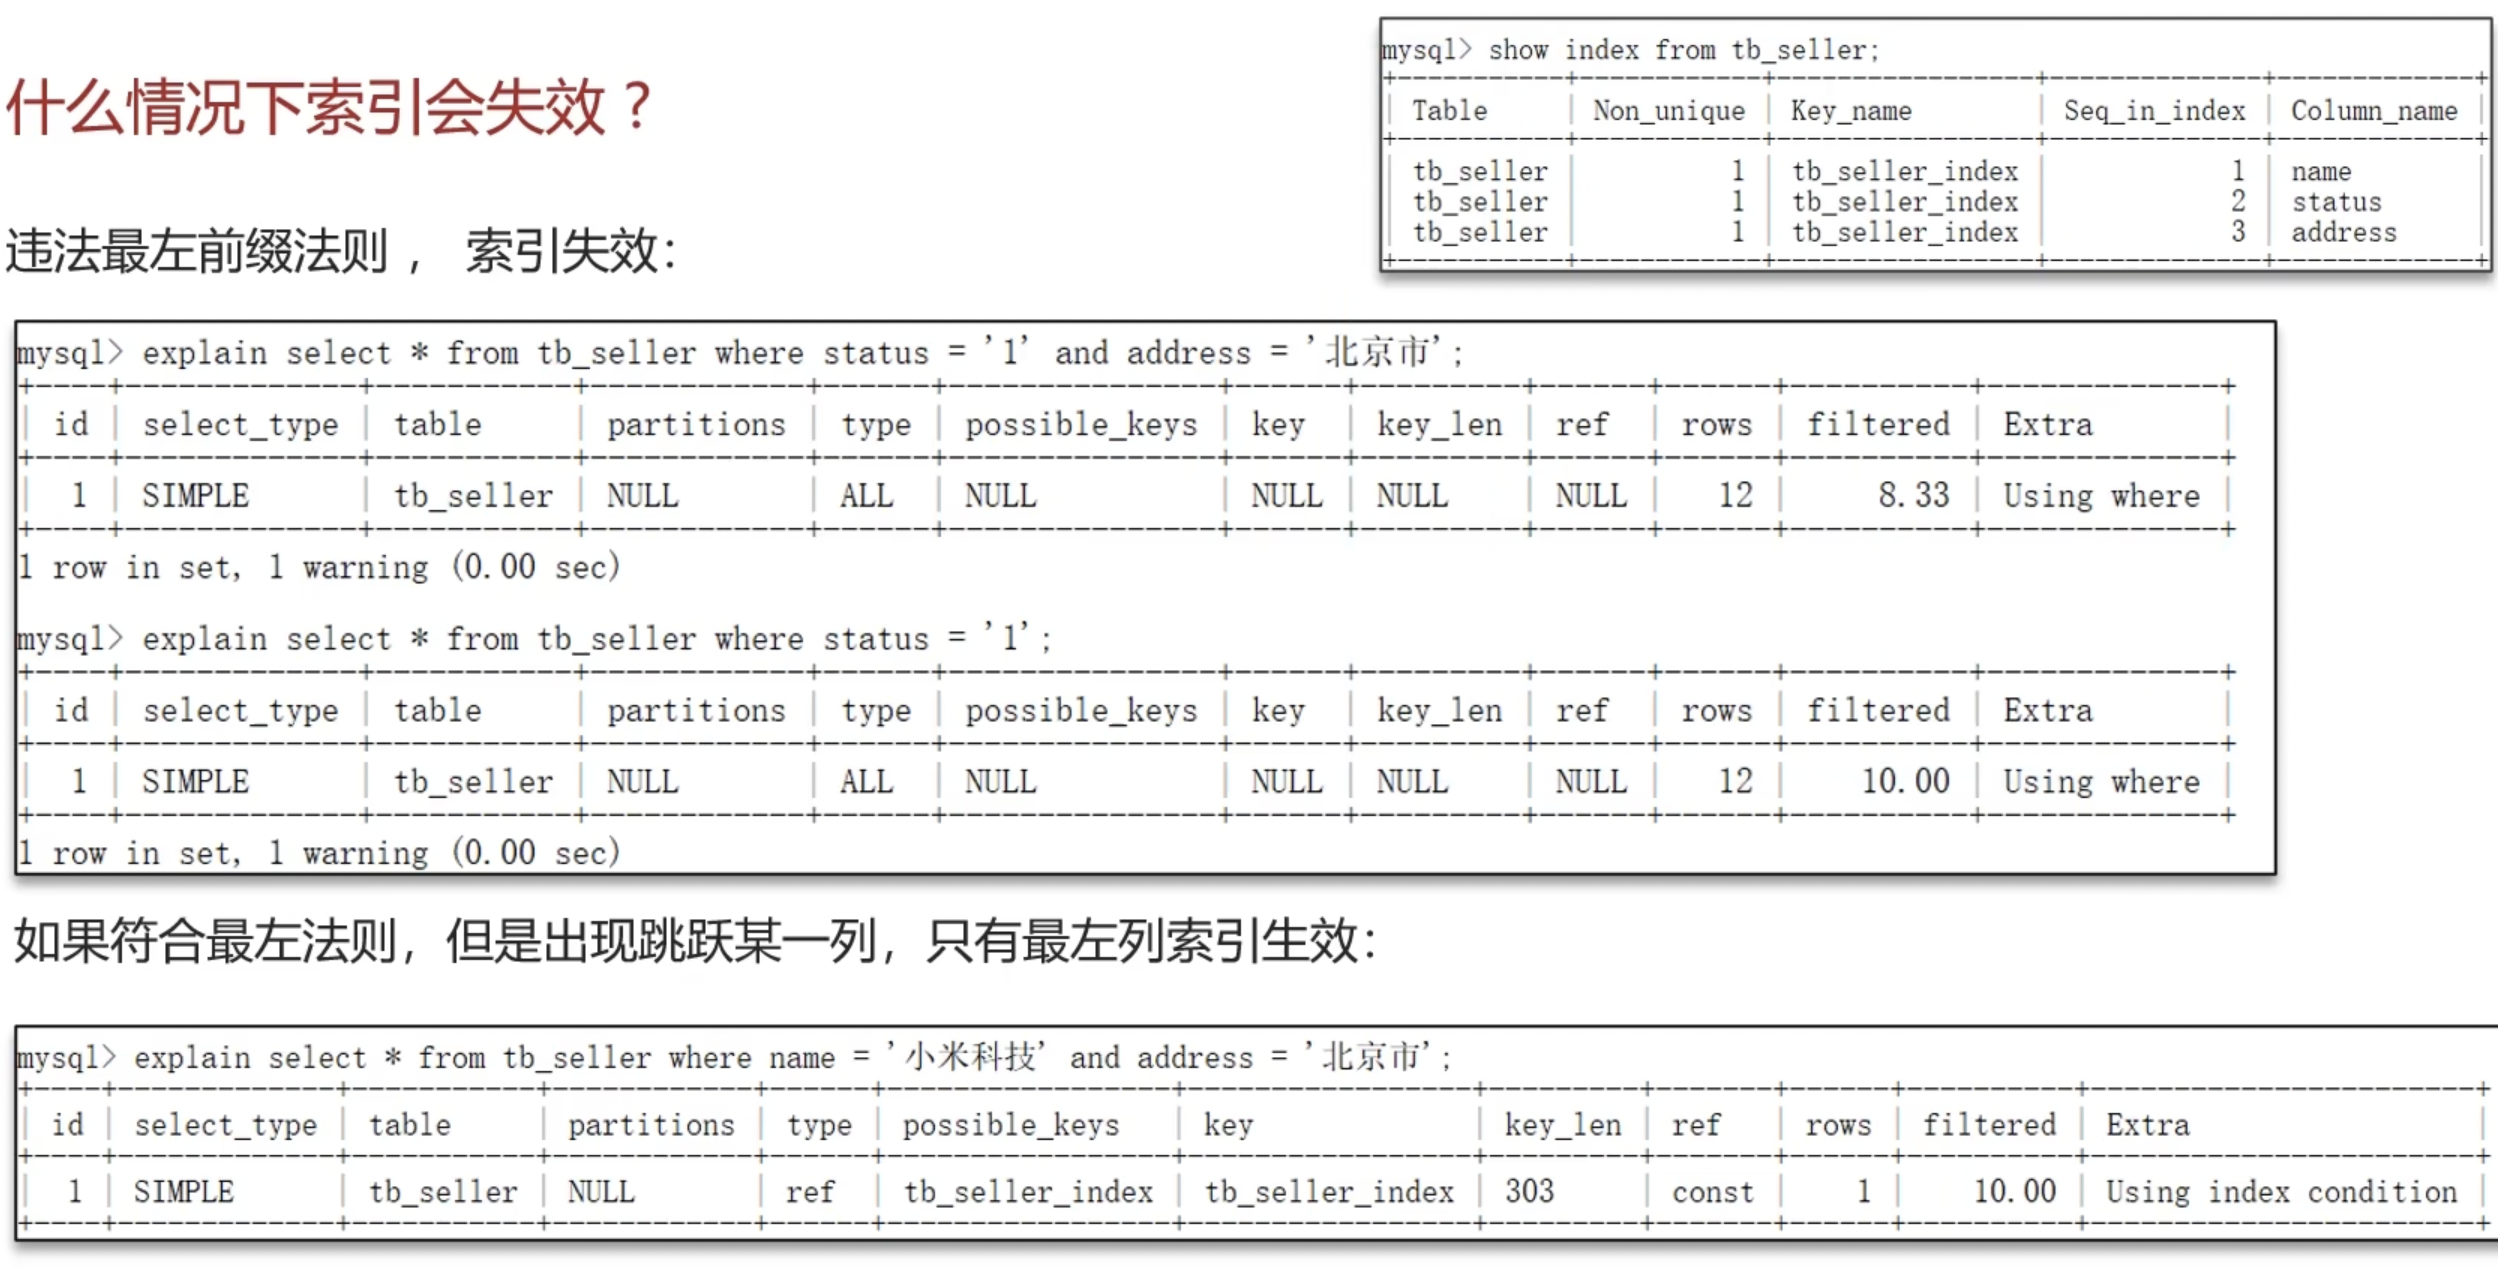 什么情况下索引会失效？
mysql> show index from tb_seller;
| Table | Non_unique | Key_name | Seq_in_index | Column_name |
| tb_seller | 1 | tb_seller_index | 1 | name |
| tb_seller | 1 | tb_seller_index | 2 | status |
| tb_seller | 1 | tb_seller_index | 3 | address |
违法最左前缀法则， 索引失效：
mysql> explain select * from tb_seller where status = '1' and address = '北京市';
| id | select_type | table | partitions | type | possible_keys | key | key_len | ref | rows | filtered | Extra |
| 1 | SIMPLE | tb_seller | NULL | ALL | NULL | NULL | NULL | NULL | 12 | 8.33 | Using where |
1 row in set, 1 warning (0.00 sec)
mysql> explain select * from tb_seller where status = '1';
| id | select_type | table | partitions | type | possible_keys | key | key_len | ref | rows | filtered | Extra |
| 1 | SIMPLE | tb_seller | NULL | ALL | NULL | NULL | NULL | NULL | 12 | 10.00 | Using where |
1 row in set, 1 warning (0.00 sec)
如果符合最左法则，但是出现跳跃某一列，只有最左列索引生效：
mysql> explain select * from tb_seller where name = '小米科技' and address = '北京市';
| id | select_type | table | partitions | type | possible_keys | key | key_len | ref | rows | filtered | Extra |
| 1 | SIMPLE | tb_seller | NULL | ref | tb_seller_index | tb_seller_index | 303 | const | 1 | 10.00 | Using index condition |